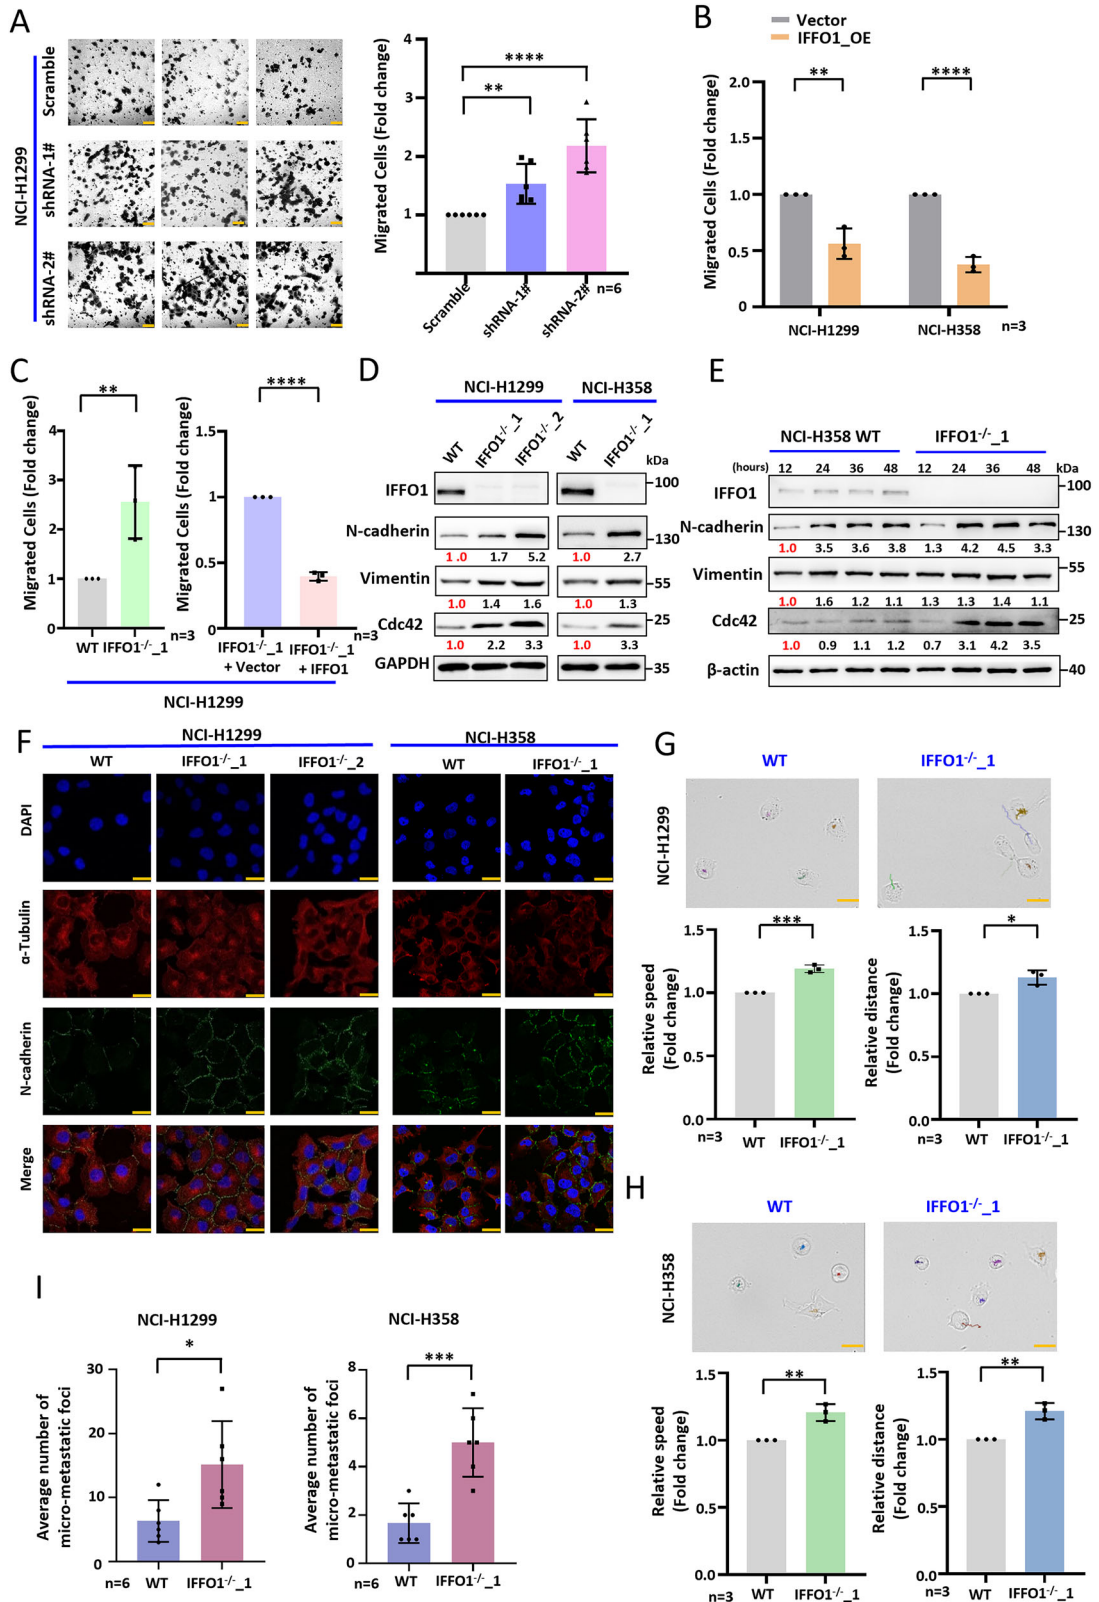 A
NCI-H1299
Scramble
shRNA-1#
shRNA-2#
Migrated Cells (Fold change)
4
3
2
1
****
**
Scramble
shRNA-1#
shRNA-2#
n=6
B
Vector
IFFO1_OE
Migrated Cells (Fold change)
2.0
1.5
1.0
0.5
0
**
****
NCI-H1299
NCI-H358
n=3
C
Migrated Cells (Fold change)
4
3
2
1
0
**
WT
IFFO1-/-_1
n=3
Migrated Cells (Fold change)
1.5
1
0.5
0
****
IFFO1-/-_1
+ Vector
IFFO1-/-_1
+ IFFO1
n=3
NCI-H1299
D
NCI-H1299
NCI-H358
WT
IFFO1-/-_1
IFFO1-/-_2
WT
IFFO1-/-_1
kDa
IFFO1
100
N-cadherin
130
1.0 1.7 5.2 1.0 2.7
Vimentin
55
1.0 1.4 1.6 1.0 1.3
Cdc42
25
1.0 2.2 3.3 1.0 3.3
GAPDH
35
E
NCI-H358 WT
IFFO1-/-_1
(hours) 12 24 36 48 12 24 36 48 kDa
IFFO1
100
N-cadherin
130
1.0 3.5 3.6 3.8 1.3 4.2 4.5 3.3
Vimentin
55
1.0 1.6 1.2 1.1 1.3 1.3 1.4 1.1
Cdc42
25
1.0 0.9 1.1 1.2 0.7 3.1 4.2 3.5
β-actin
40
F
NCI-H1299
NCI-H358
WT
IFFO1-/-_1
IFFO1-/-_2
WT
IFFO1-/-_1
DAPI
α-Tubulin
N-cadherin
Merge
G
WT
IFFO1-/-_1
NCI-H1299
Relative speed
(Fold change)
1.5
1.0
0.5
0.0
***
n=3
WT
IFFO1-/-_1
Relative distance
(Fold change)
1.5
1.0
0.5
0.0
*
n=3
WT
IFFO1-/-_1
H
WT
IFFO1-/-_1
NCI-H358
Relative speed
(Fold change)
1.5
1.0
0.5
0.0
**
n=3
WT
IFFO1-/-_1
Relative distance
(Fold change)
1.5
1.0
0.5
0.0
**
n=3
WT
IFFO1-/-_1
I
NCI-H1299
Average number of
micro-metastatic foci
30
20
10
0
*
n=6
WT
IFFO1-/-_1
NCI-H358
Average number of
micro-metastatic foci
8
6
4
2
0
***
n=6
WT
IFFO1-/-_1